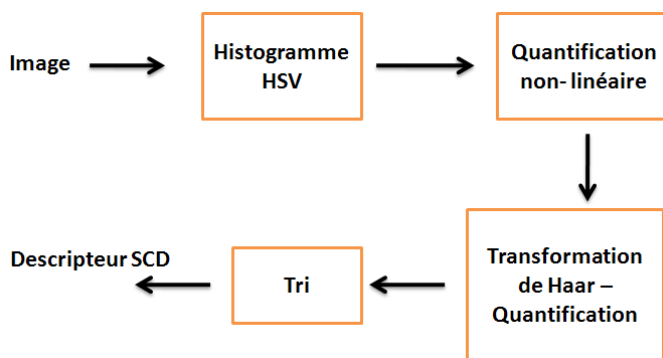 Image
Histogramme
HSV
Quantification
non- linéaire
Transformation
de Haar –
Quantification
Tri
Descripteur SCD